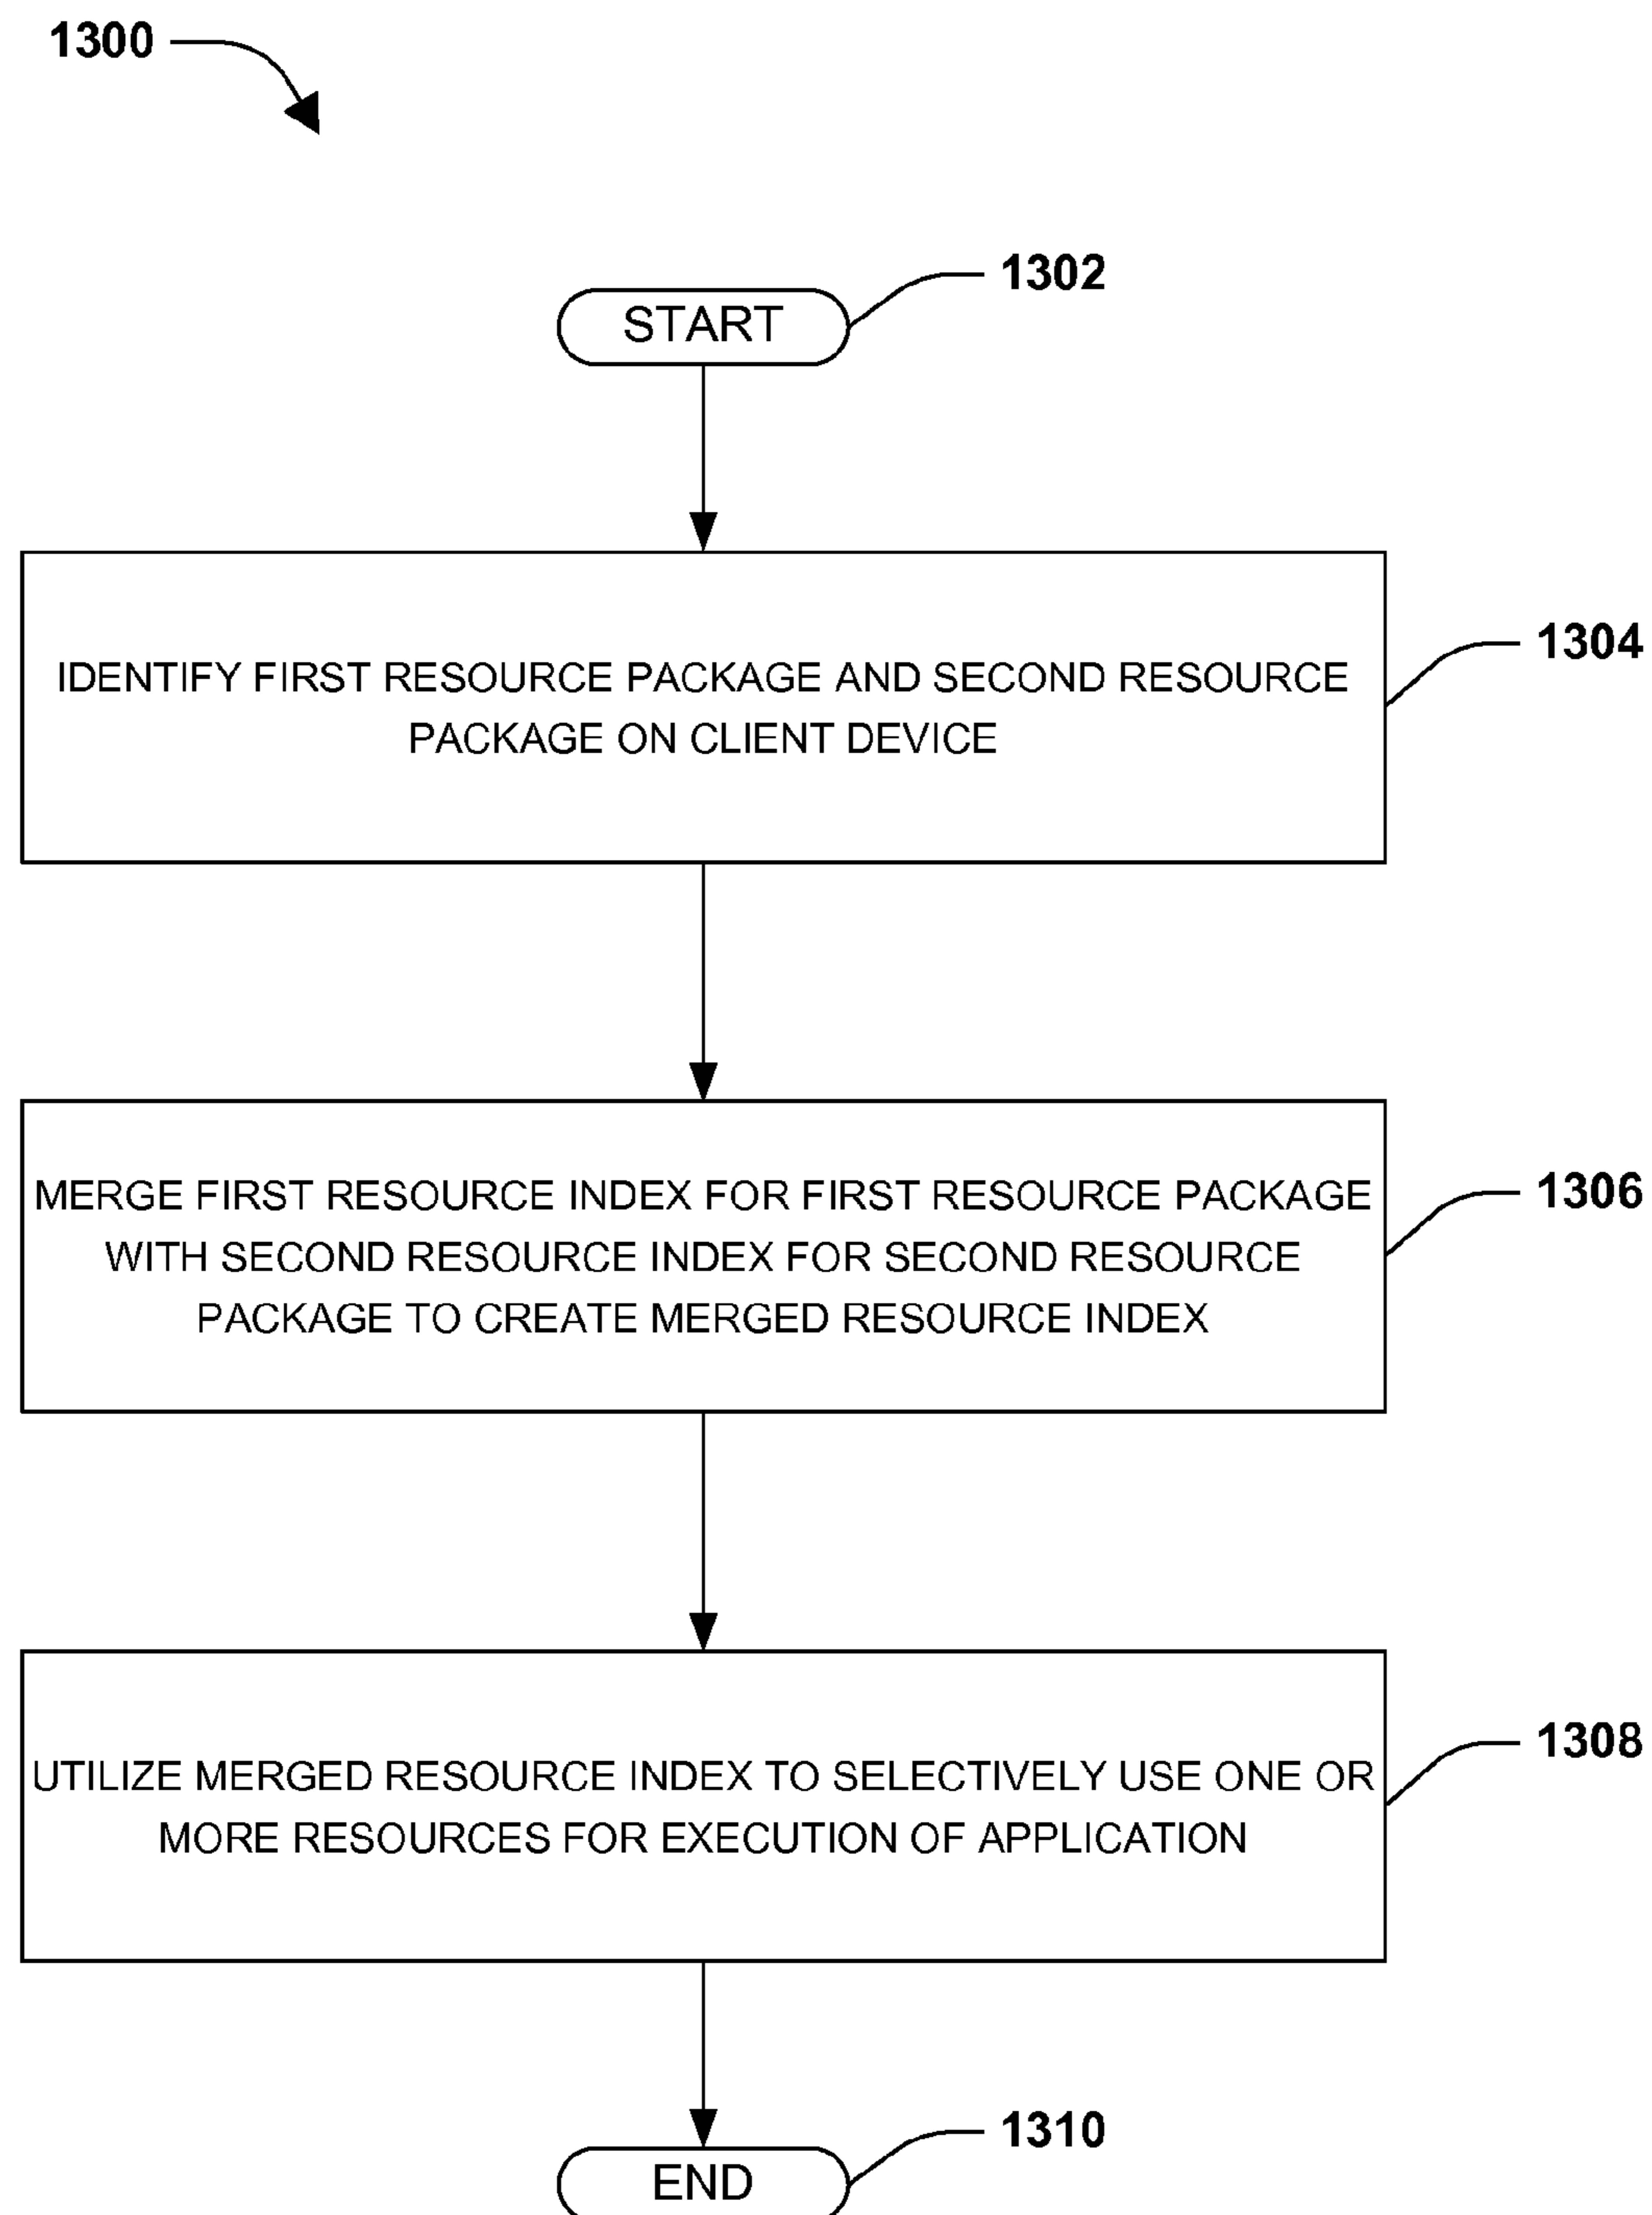 1300
1302
START
1304
IDENTIFY FIRST RESOURCE PACKAGE AND SECOND RESOURCE
PACKAGE ON CLIENT DEVICE
1306
MERGE FIRST RESOURCE INDEX FOR FIRST RESOURCE PACKAGE
WITH SECOND RESOURCE INDEX FOR SECOND RESOURCE
PACKAGE TO CREATE MERGED RESOURCE INDEX
1308
UTILIZE MERGED RESOURCE INDEX TO SELECTIVELY USE ONE OR
MORE RESOURCES FOR EXECUTION OF APPLICATION
1310
END